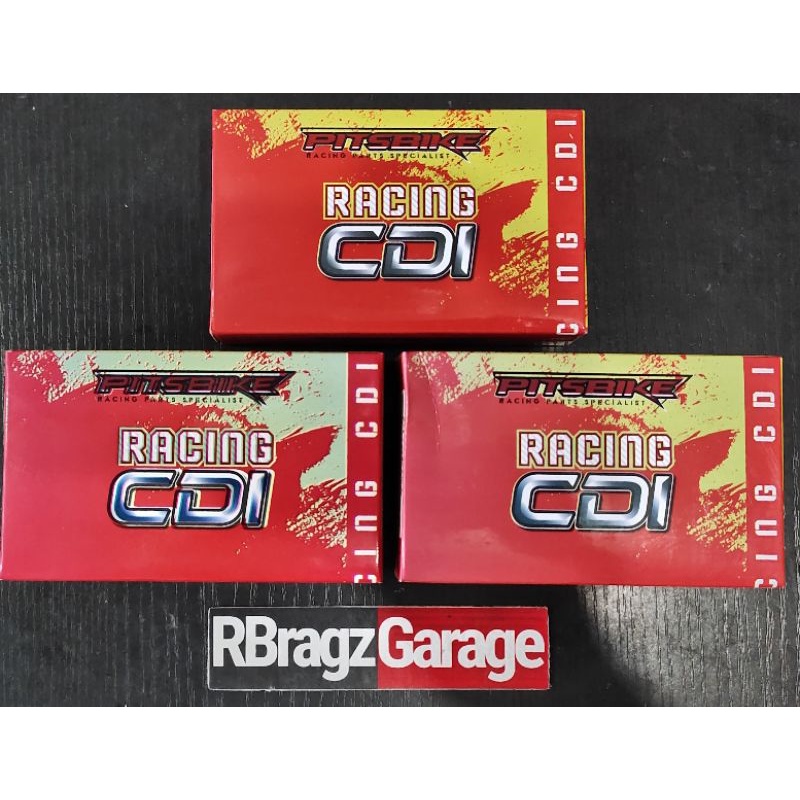 PITSBIKE
RACING PARTS SPECIALIST
RACING
CDI
CING CDI
PITSBIKE
RACING PARTS SPECIALIST
RACING
CDI
CING CDI
PITSBIKE
RACING PARTS SPECIALIST
RACING
CDI
CING CDI
RBragzGarage